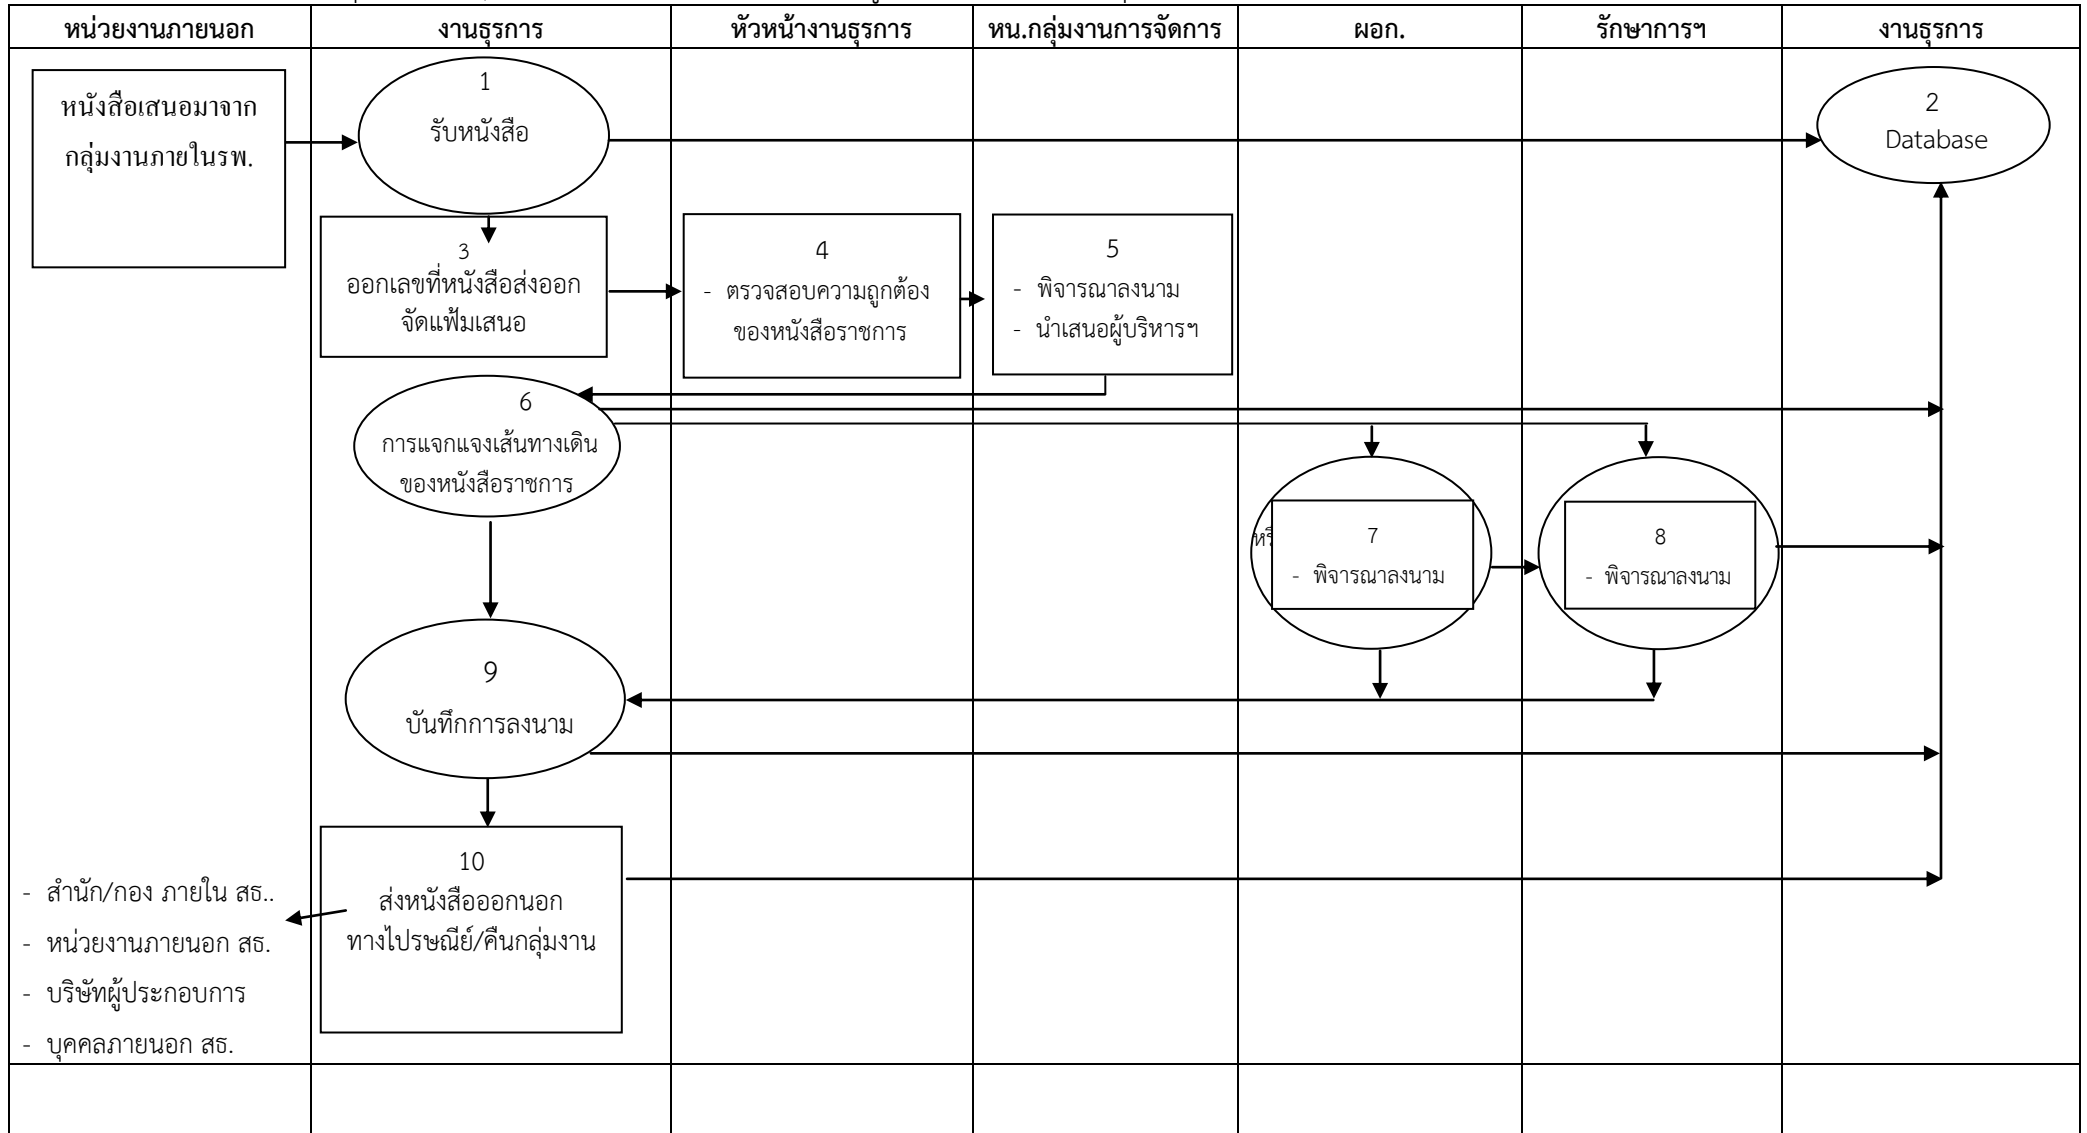 หน่วยงานภายนอก งานธุรการ หัวหน้างานธุรการ หน.กลุ่มงานการจัดการ ผอก. รักษาการฯ งานธุรการ
หนังสือเสนอมาจาก
กลุ่มงานภายในรพ.
1
รับหนังสือ
2
Database
3
ออกเลขที่หนังสือส่งออก
จัดแฟ้มเสนอ
4
- ตรวจสอบความถูกต้อง
ของหนังสือราชการ
5
- พิจารณาลงนาม
- นำเสนอผู้บริหารฯ
6
การแจกแจงเส้นทางเดิน
ของหนังสือราชการ
7
- พิจารณาลงนาม
8
- พิจารณาลงนาม
9
บันทึกการลงนาม
10
ส่งหนังสือออกนอก
ทางไปรษณีย์/คืนกลุ่มงาน
- สำนัก/กอง ภายใน สธ..
- หน่วยงานภายนอก สธ.
- บริษัทผู้ประกอบการ
- บุคคลภายนอก สธ.